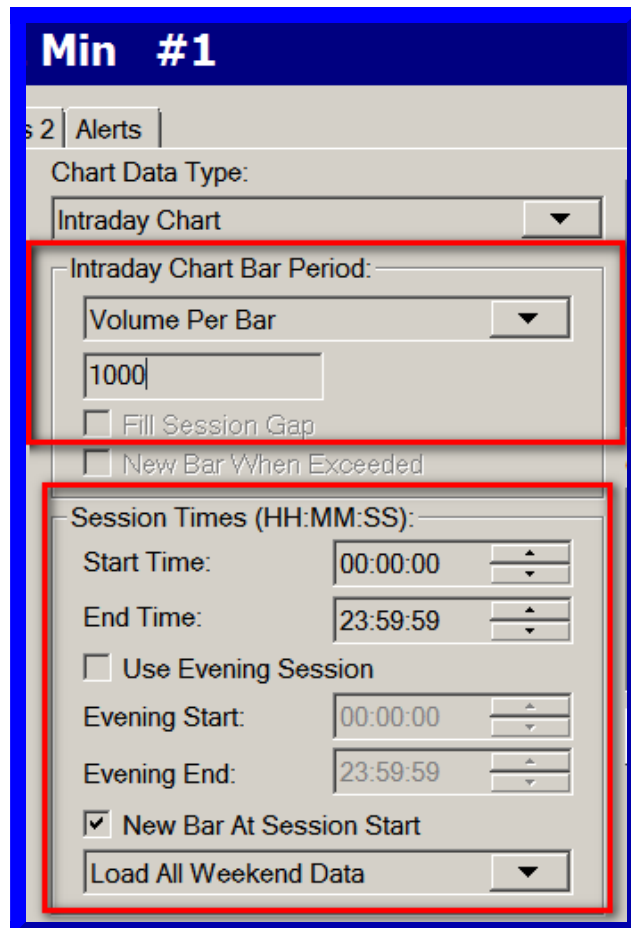 Min #1
s 2 Alerts
Chart Data Type:
Intraday Chart
Intraday Chart Bar Period:
Volume Per Bar
1000
Fill Session Gap
New Bar When Exceeded
Session Times (HH:MM:SS):
Start Time: 00:00:00
End Time: 23:59:59
Use Evening Session
Evening Start: 00:00:00
Evening End: 23:59:59
New Bar At Session Start
Load All Weekend Data